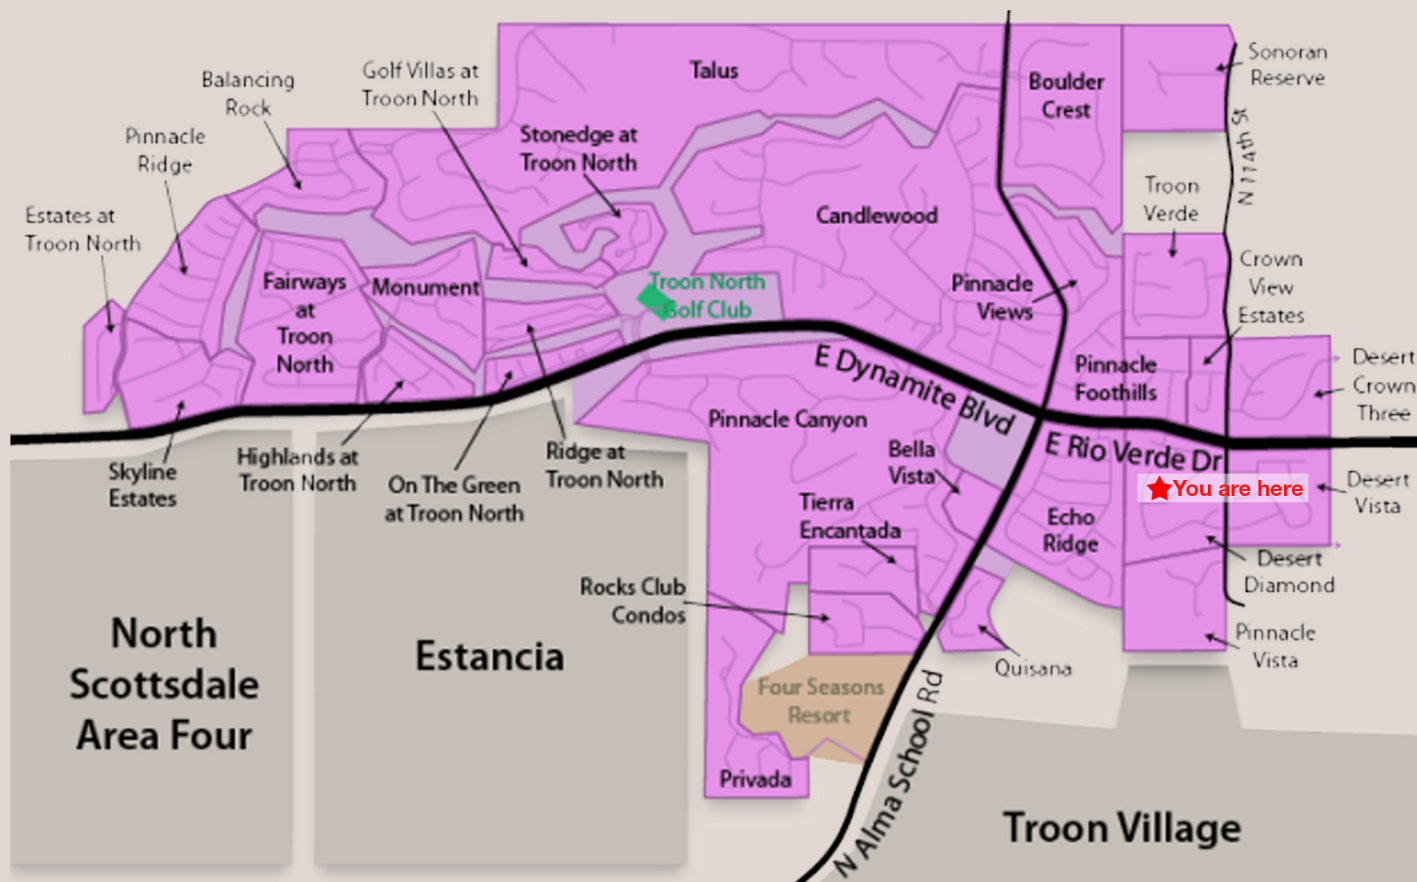 Talus
Boulder
Crest
Sonoran
Reserve
Golf Villas at
Troon North
Balancing
Rock
Pinnacle
Ridge
Stonedge at
Troon North
Estates at
Troon North
N 114th St
Troon
Verde
Candlewood
Crown
View
Estates
Fairways
at
Troon
North
Monument
Troon North
Golf Club
Pinnacle
Views
E Dynamite Blvd
Pinnacle
Foothills
Desert
Crown
Three
Pinnacle Canyon
E Rio Verde Dr
Skyline
Estates
Highlands at
Troon North
On The Green
at Troon North
Ridge at
Troon North
Bella
Vista
You are here
Desert
Vista
Tierra
Encantada
Echo
Ridge
Desert
Diamond
Rocks Club
Condos
Pinnacle
Vista
Quisana
North
Scottsdale
Area Four
Estancia
Four Seasons
Resort
Privada
N Alma School Rd
Troon Village